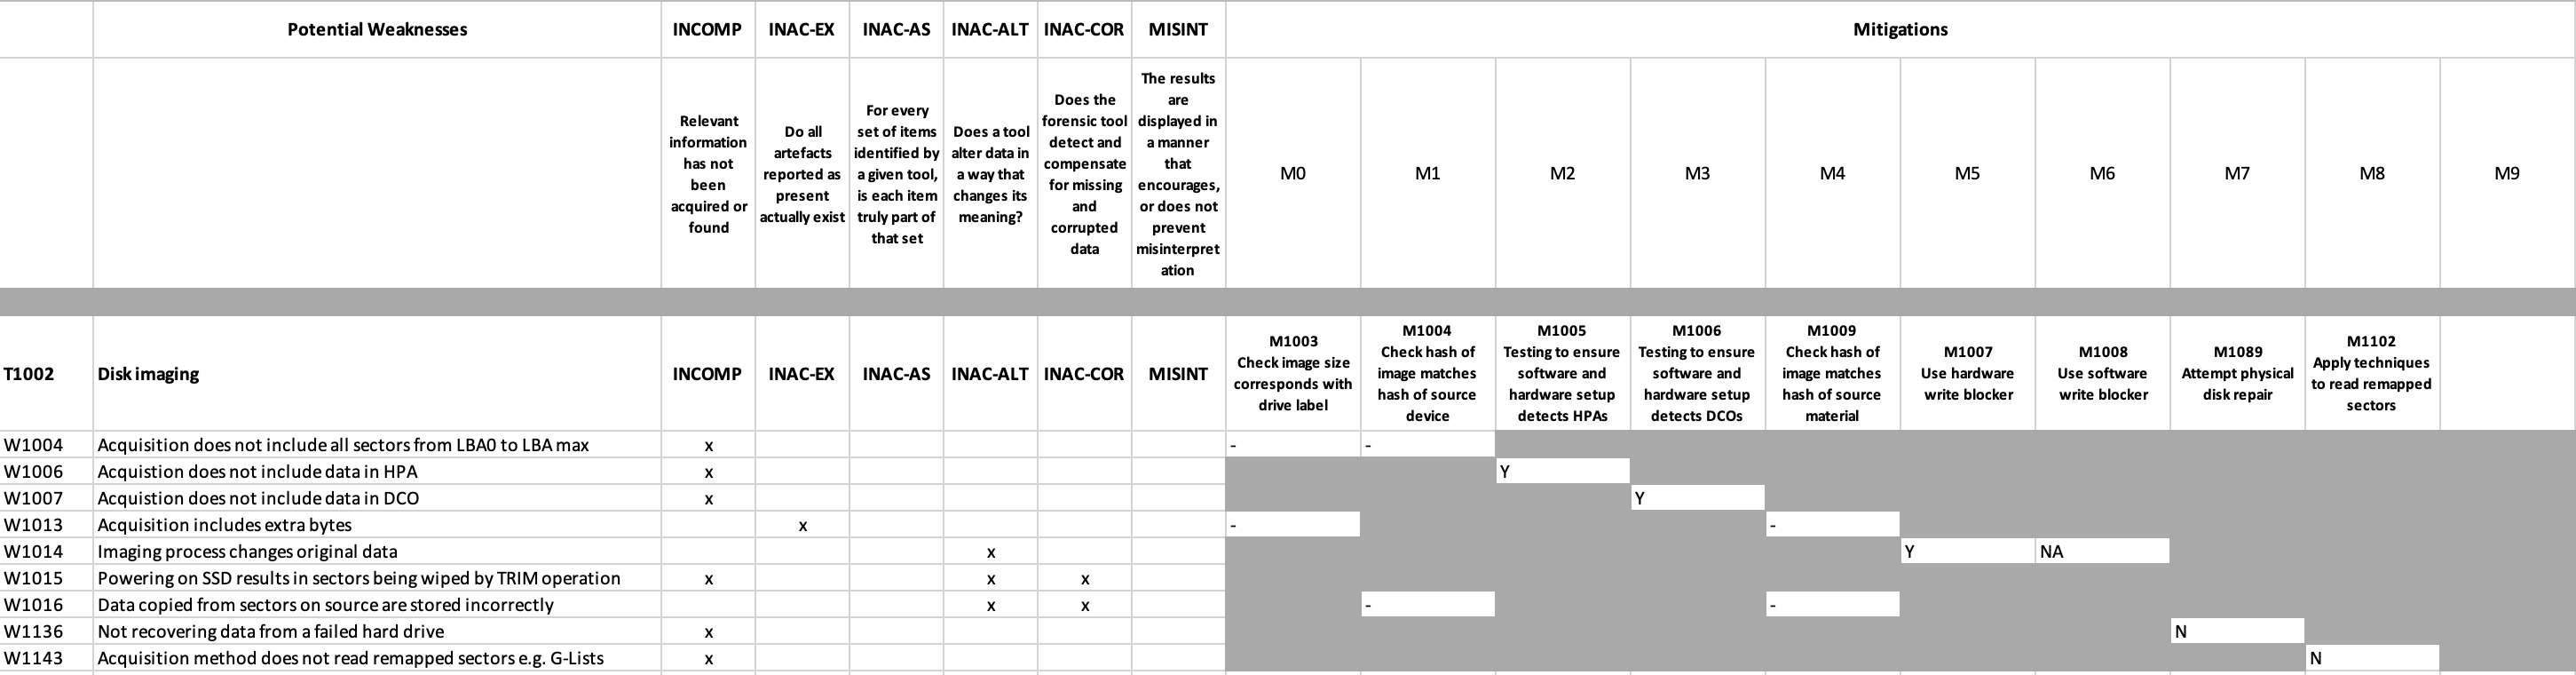 Potential Weaknesses INCOMP INAC-EX INAC-AS INAC-ALT INAC-COR MISINT Mitigations
Relevant information has not been acquired or found
Do all artefacts reported as present actually exist
For every set of items identified by a given tool, is each item truly part of that set
Does a tool alter data in a way that changes its meaning?
Does the forensic tool detect and compensate for missing and corrupted data
The results are displayed in a manner that encourages, or does not prevent misinterpretation
M0 M1 M2 M3 M4 M5 M6 M7 M8 M9
T1002 Disk imaging INCOMP INAC-EX INAC-AS INAC-ALT INAC-COR MISINT
M1003 Check image size corresponds with drive label
M1004 Check hash of image matches hash of source device
M1005 Testing to ensure software and hardware setup detects HPAs
M1006 Testing to ensure software and hardware setup detects DCOs
M1009 Check hash of image matches hash of source material
M1007 Use hardware write blocker
M1008 Use software write blocker
M1089 Attempt physical disk repair
M1102 Apply techniques to read remapped sectors
W1004 Acquisition does not include all sectors from LBA0 to LBA max x - -
W1006 Acquistion does not include data in HPA x Y
W1007 Acquistion does not include data in DCO x Y
W1013 Acquisition includes extra bytes x - -
W1014 Imaging process changes original data x Y NA
W1015 Powering on SSD results in sectors being wiped by TRIM operation x x x
W1016 Data copied from sectors on source are stored incorrectly x x - -
W1136 Not recovering data from a failed hard drive x N
W1143 Acquisition method does not read remapped sectors e.g. G-Lists x N